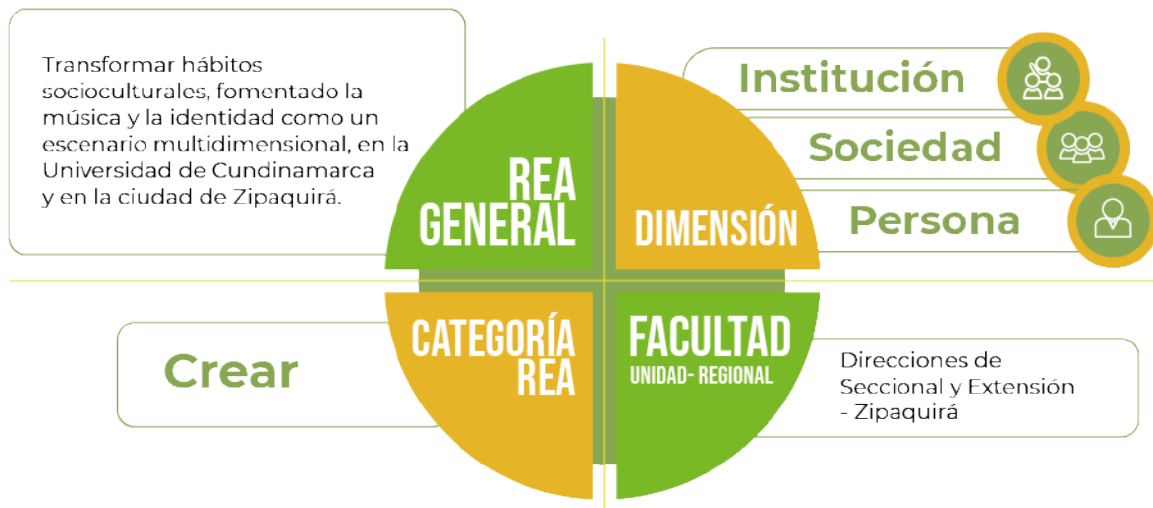 Transformar hábitos
socioculturales, fomentado la
música y la identidad como un
escenario multidimensional, en la
Universidad de Cundinamarca
y en la ciudad de Zipaquirá.
REA
GENERAL
DIMENSIÓN
Institución
Sociedad
Persona
Crear
CATEGORÍA
REA
FACULTAD
UNIDAD- REGIONAL
Direcciones de
Seccional y Extensión
- Zipaquirá